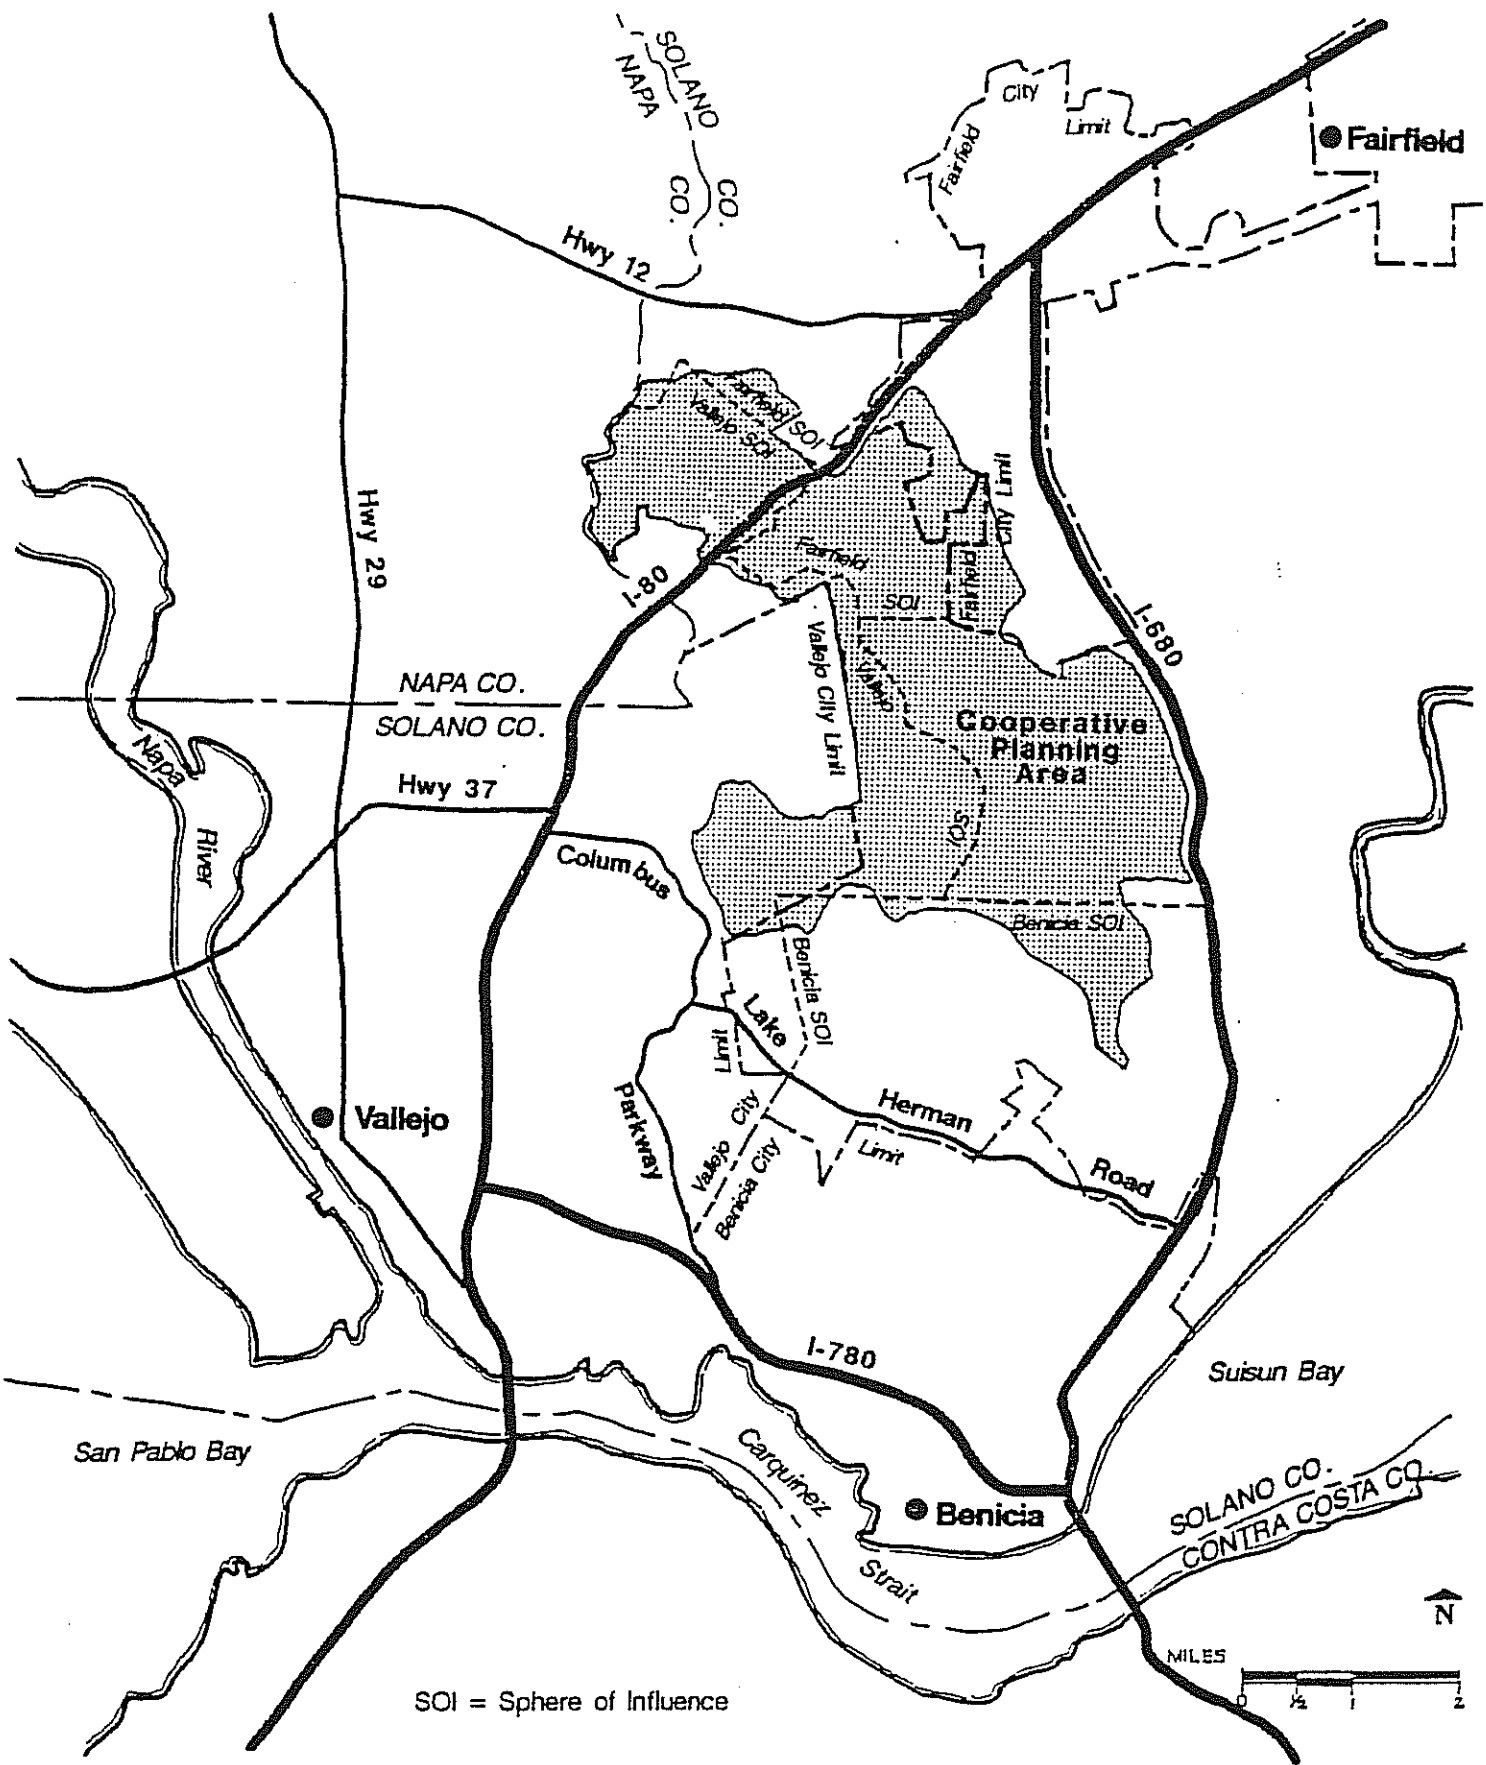 SOLANO
NAPA
CO.
CO.
City
Limit
Fairfield
Fairfield
Hwy 12
Fairfield SOI
Vallejo SOI
City Limit
Fairfield
Hwy 29
I-80
Fairfield
SOI
Vallejo
SOI
Vallejo City Limit
I-680
NAPA CO.
SOLANO CO.
Cooperative
Planning
Area
Napa
River
Hwy 37
Columbus
Parkway
Benicia SOI
Benicia SOI
Lake
Herman
Road
Limit
Vallejo City
Benicia City
Limit
Vallejo
I-780
Suisun Bay
San Pablo Bay
Carquinez
Strait
Benicia
SOLANO CO.
CONTRA COSTA CO.
N
MILES
0 ½ 1 2
SOI = Sphere of Influence